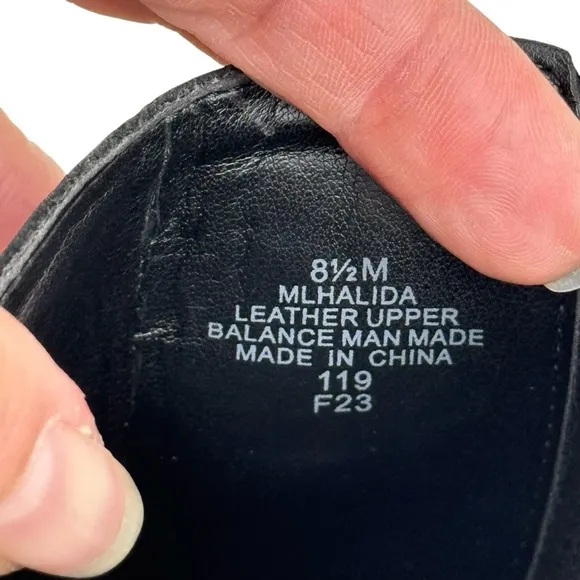 8½M
MLHALIDA
LEATHER UPPER
BALANCE MAN MADE
MADE IN CHINA
119
F23